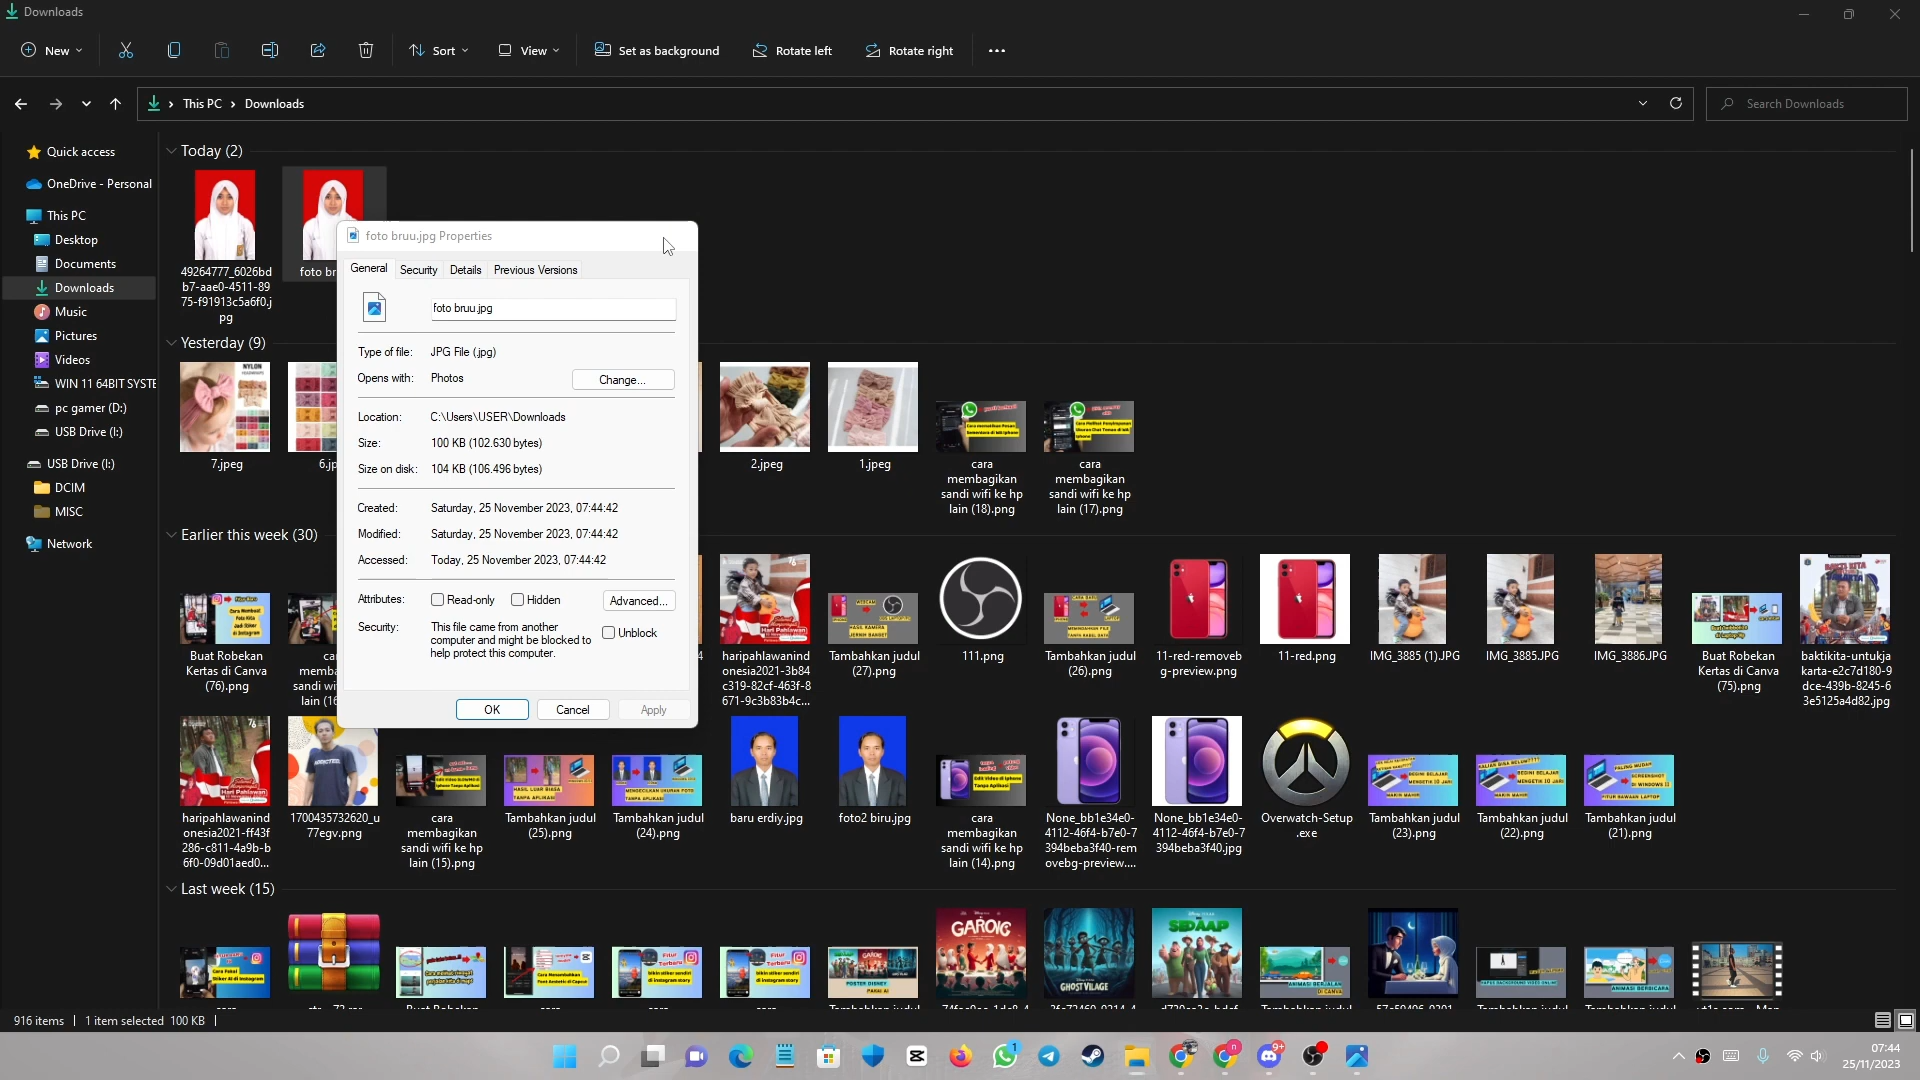 Downloads
New
Sort
View
Set as background
Rotate left
Rotate right
This PC
Downloads
Search Downloads
Quick access
OneDrive - Personal
This PC
Desktop
Documents
Downloads
Music
Pictures
Videos
WIN 11 64BIT SYSTE
pc gamer (D:)
USB Drive (I:)
USB Drive (I:)
DCIM
MISC
Network
Today (2)
49264777_6026bd
b7-aae0-4511-89
75-f91913c5a6f0.j
pg
foto br
foto bruu.jpg Properties
General
Security
Details
Previous Versions
foto bruu.jpg
Type of file:
JPG File (.jpg)
Opens with:
Photos
Change...
Location:
C:\Users\USER\Downloads
Size:
100 KB (102.630 bytes)
Size on disk:
104 KB (106.496 bytes)
Created:
Saturday, 25 November 2023, 07:44:42
Modified:
Saturday, 25 November 2023, 07:44:42
Accessed:
Today, 25 November 2023, 07:44:42
Attributes:
Read-only
Hidden
Advanced...
Security:
This file came from another
computer and might be blocked to
help protect this computer.
Unblock
OK
Cancel
Apply
Yesterday (9)
NYLON
7.jpeg
6.jp
2.jpeg
1.jpeg
cara
membagikan
sandi wifi ke hp
lain (18).png
cara
membagikan
sandi wifi ke hp
lain (17).png
Earlier this week (30)
Buat Robekan
Kertas di Canva
(76).png
car
memba
sandi wi
lain (16
4
haripahlawanind
onesia2021-3b84
c319-82cf-463f-8
671-9c3b83b4c...
Tambahkan judul
(27).png
111.png
Tambahkan judul
(26).png
11-red-removeb
g-preview.png
11-red.png
IMG_3885 (1).JPG
IMG_3885.JPG
IMG_3886.JPG
Buat Robekan
Kertas di Canva
(75).png
baktikita-untukja
karta-e2c7d180-9
dce-439b-8245-6
3e5125a4d82.jpg
haripahlawanind
onesia2021-ff43f
286-c811-4a9b-b
6f0-09d01aed0...
1700435732620_u
77egv.png
cara
membagikan
sandi wifi ke hp
lain (15).png
Tambahkan judul
(25).png
Tambahkan judul
(24).png
baru erdiy.jpg
foto2 biru.jpg
cara
membagikan
sandi wifi ke hp
lain (14).png
None_bb1e34e0-
4112-46f4-b7e0-7
394beba3f40-rem
ovebg-preview....
None_bb1e34e0-
4112-46f4-b7e0-7
394beba3f40.jpg
Overwatch-Setup
.exe
Tambahkan judul
(23).png
Tambahkan judul
(22).png
Tambahkan judul
(21).png
Last week (15)
GAROIC
GHOST VILLAGE
SEDAAP
916 items
1 item selected
100 KB
07:44
25/11/2023